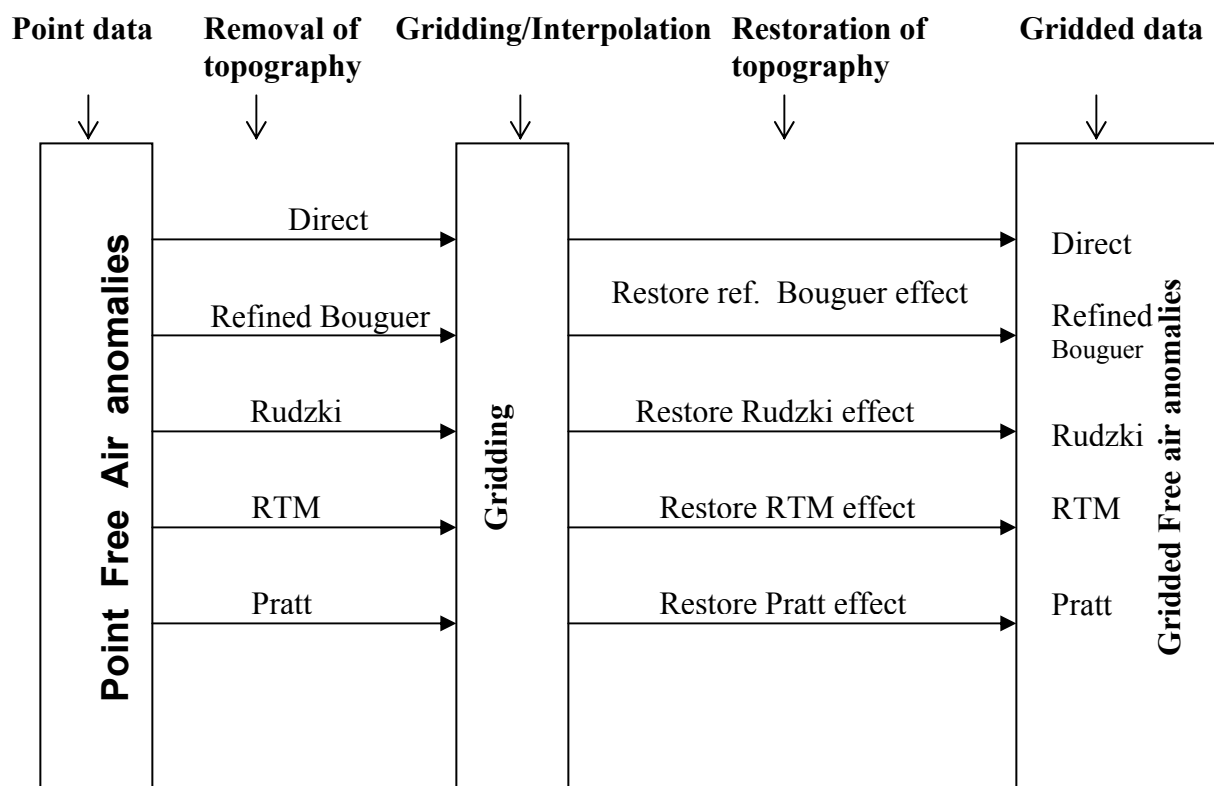 Point data
Removal of
topography
Gridding/Interpolation
Restoration of
topography
Gridded data
Point Free Air anomalies
Direct
Refined Bouguer
Rudzki
RTM
Pratt
Gridding
Restore ref. Bouguer effect
Restore Rudzki effect
Restore RTM effect
Restore Pratt effect
Direct
Refined
Bouguer
Rudzki
RTM
Pratt
Gridded Free air anomalies